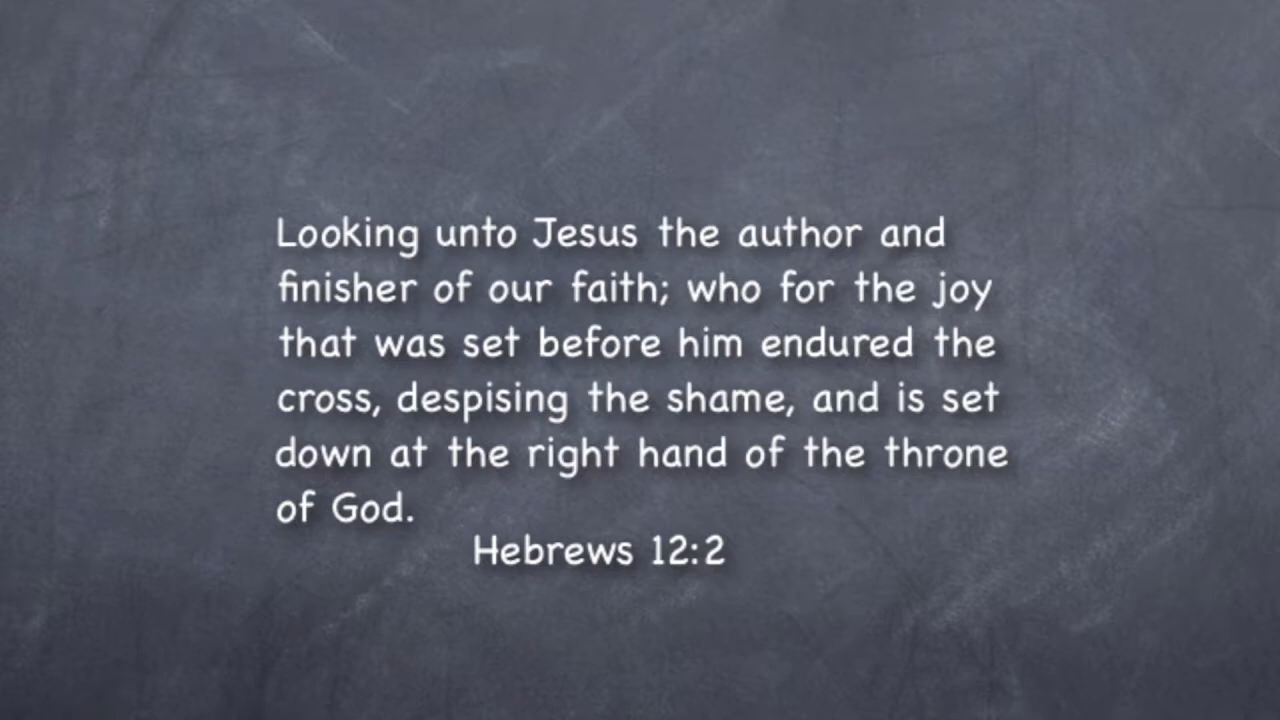 Looking unto Jesus the author and
finisher of our faith; who for the joy
that was set before him endured the
cross, despising the shame, and is set
down at the right hand of the throne
of God.
Hebrews 12:2